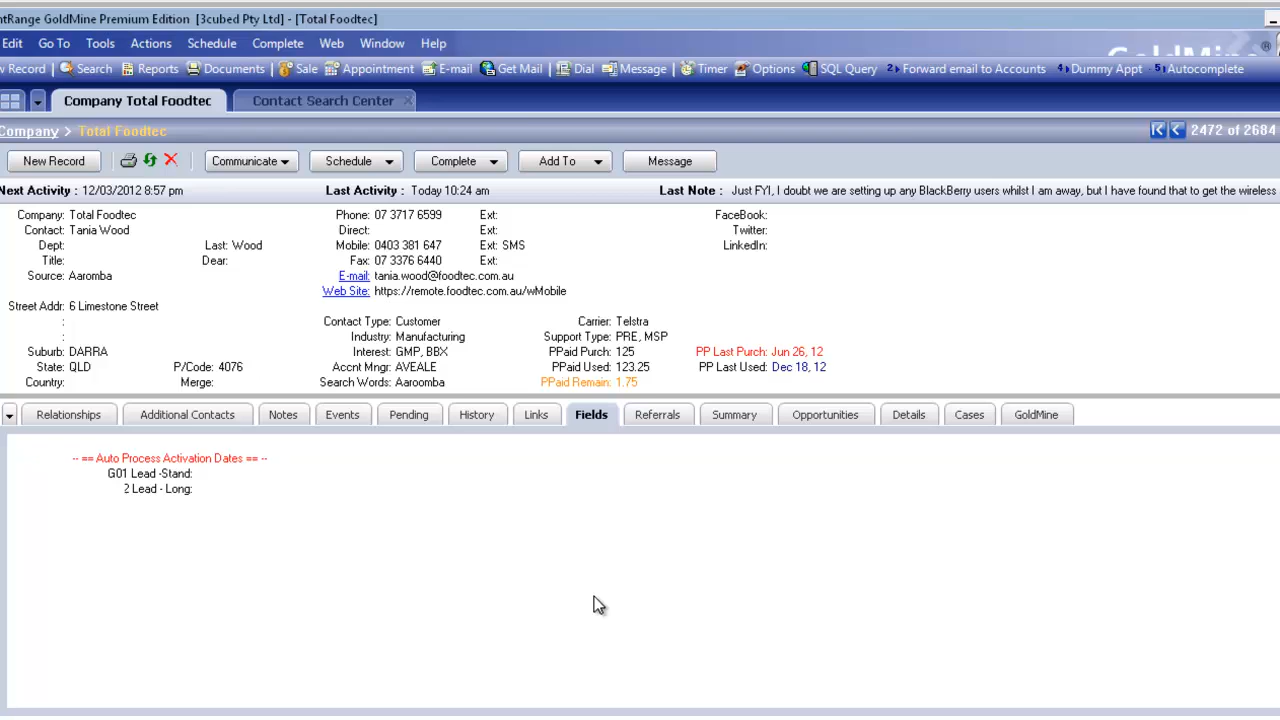 ntRange GoldMine Premium Edition [3cubed Pty Ltd] - [Total Foodtec]
Edit Go To Tools Actions Schedule Complete Web Window Help
GoldMine ®
w Record Search Reports Documents Sale Appointment E-mail Get Mail Dial Message Timer Options SQL Query 2 Forward email to Accounts 4 Dummy Appt 5 Autocomplete
Company Total Foodtec Contact Search Center
Company > Total Foodtec 2472 of 2684
New Record Communicate Schedule Complete Add To Message
Next Activity : 12/03/2012 8:57 pm Last Activity : Today 10:24 am Last Note : Just FYI, I doubt we are setting up any BlackBerry users whilst I am away, but I have found that to get the wireless
Company: Total Foodtec Phone: 07 3717 6599 Ext: FaceBook:
Contact: Tania Wood Direct: Ext: Twitter:
Dept: Last: Wood Mobile: 0403 381 647 Ext: SMS LinkedIn:
Title: Dear: Fax: 07 3376 6440 Ext:
Source: Aaromba E-mail: tania.wood@foodtec.com.au
Web Site: https://remote.foodtec.com.au/wMobile
Street Addr: 6 Limestone Street
: Contact Type: Customer Carrier: Telstra
: Industry: Manufacturing Support Type: PRE, MSP
Suburb: DARRA Interest: GMP, BBX PPaid Purch: 125 PP Last Purch: Jun 26, 12
State: QLD P/Code: 4076 Accnt Mngr: AVEALE PPaid Used: 123.25 PP Last Used: Dec 18, 12
Country: Merge: Search Words: Aaroomba PPaid Remain: 1.75
Relationships Additional Contacts Notes Events Pending History Links Fields Referrals Summary Opportunities Details Cases GoldMine
-- == Auto Process Activation Dates == --
G01 Lead -Stand:
2 Lead - Long: